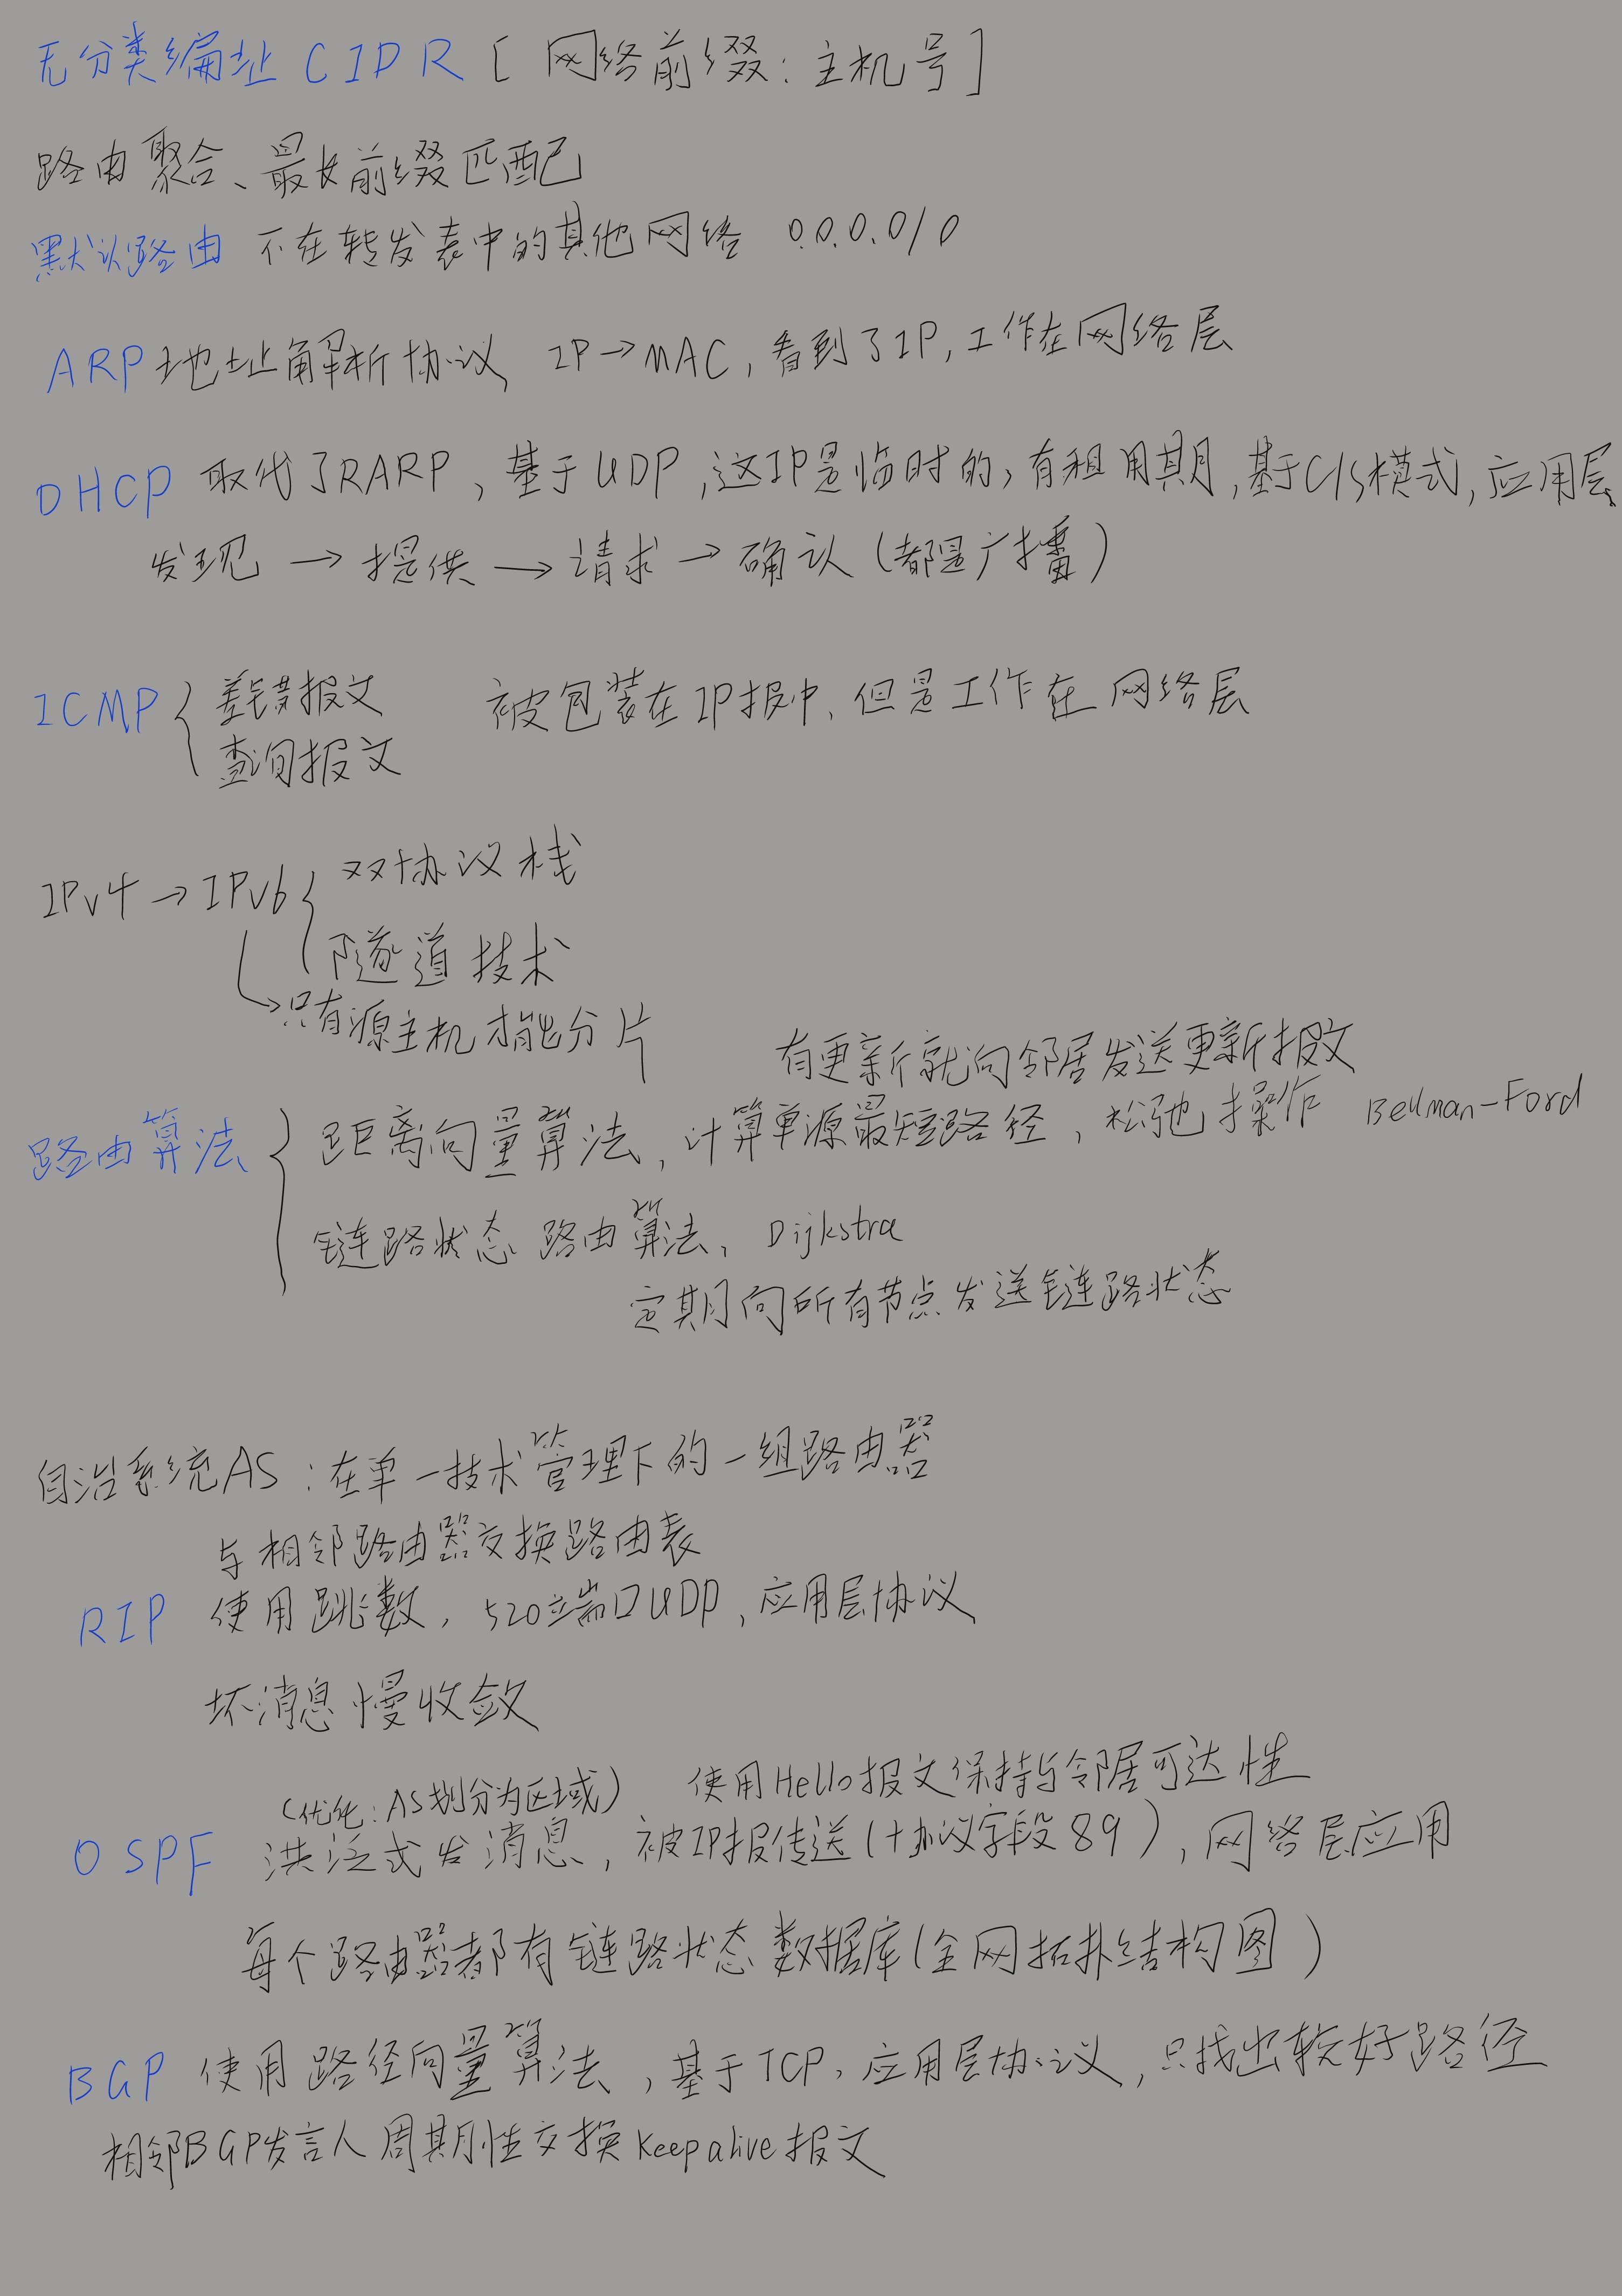 无分类编址 CIDR [网络前缀:主机号]
路由聚合、最长前缀匹配
默认路由 不在转发表中的其他网络 0.0.0.0/0
ARP 地址解析协议, IP→MAC, 看到了IP, 工作在网络层
DHCP 取代了RARP, 基于UDP, 这IP是临时的, 有租用期, 基于C/S模式, 应用层
发现 → 提供 → 请求 → 确认 (都是广播)
ICMP { 差错报文 被包装在IP报中, 但是工作在网络层
查询报文
IPv4 → IPv6 { 双协议栈
隧道技术
→只有源主机才能分片
有更新就向邻居发送更新报文
路由算法 { 距离向量算法, 计算单源最短路径, 松弛操作 Bellman-Ford
链路状态路由算法, Dijkstra
定期向所有节点发送链路状态
自治系统AS: 在单一技术管理下的一组路由器
与相邻路由器交换路由表
RIP 使用跳数, 520端口UDP, 应用层协议
坏消息慢收敛
(优化: AS划分为区域) 使用Hello报文保持与邻居可达性
OSPF 洪泛式发消息, 被IP报传送(协议字段89), 网络层应用
每个路由器都有链路状态数据库(全网拓扑结构图)
BGP 使用路径向量算法, 基于TCP, 应用层协议, 只找出较好路径
相邻BGP发言人周期性交换Keepalive报文